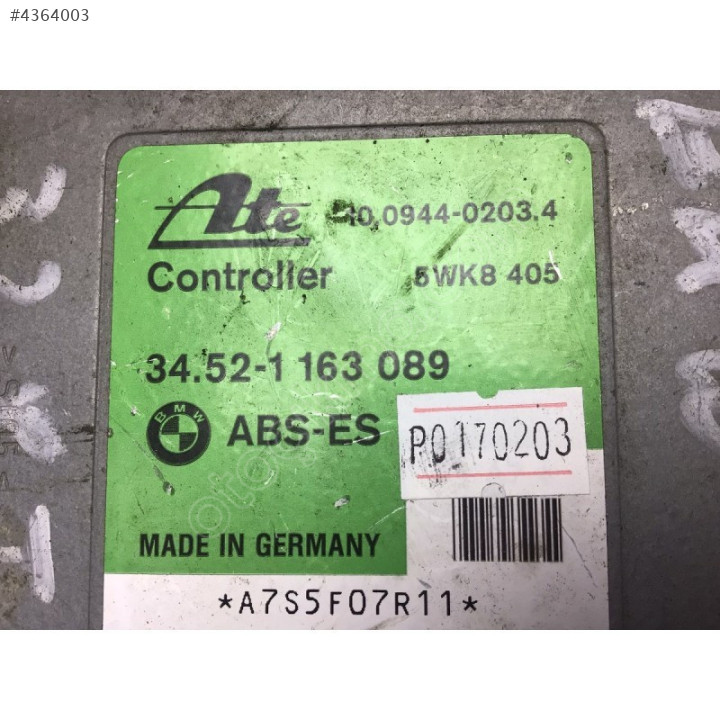 #4364003
Ate 10.0944-0203.4
Controller 5WK8 405
34.52-1 163 089
BMW ABS-ES
P0170203
MADE IN GERMANY
*A7S5F07R11*